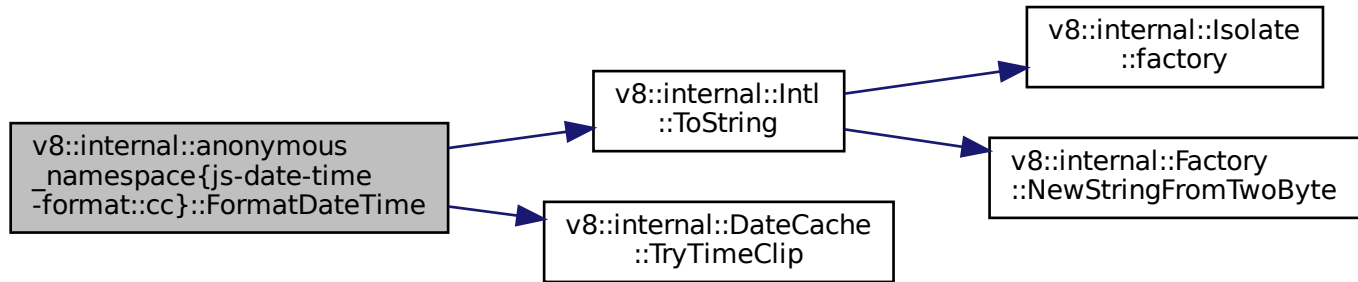 v8::internal::anonymous
_namespace{js-date-time
-format::cc}::FormatDateTime
v8::internal::Intl
::ToString
v8::internal::Isolate
::factory
v8::internal::Factory
::NewStringFromTwoByte
v8::internal::DateCache
::TryTimeClip